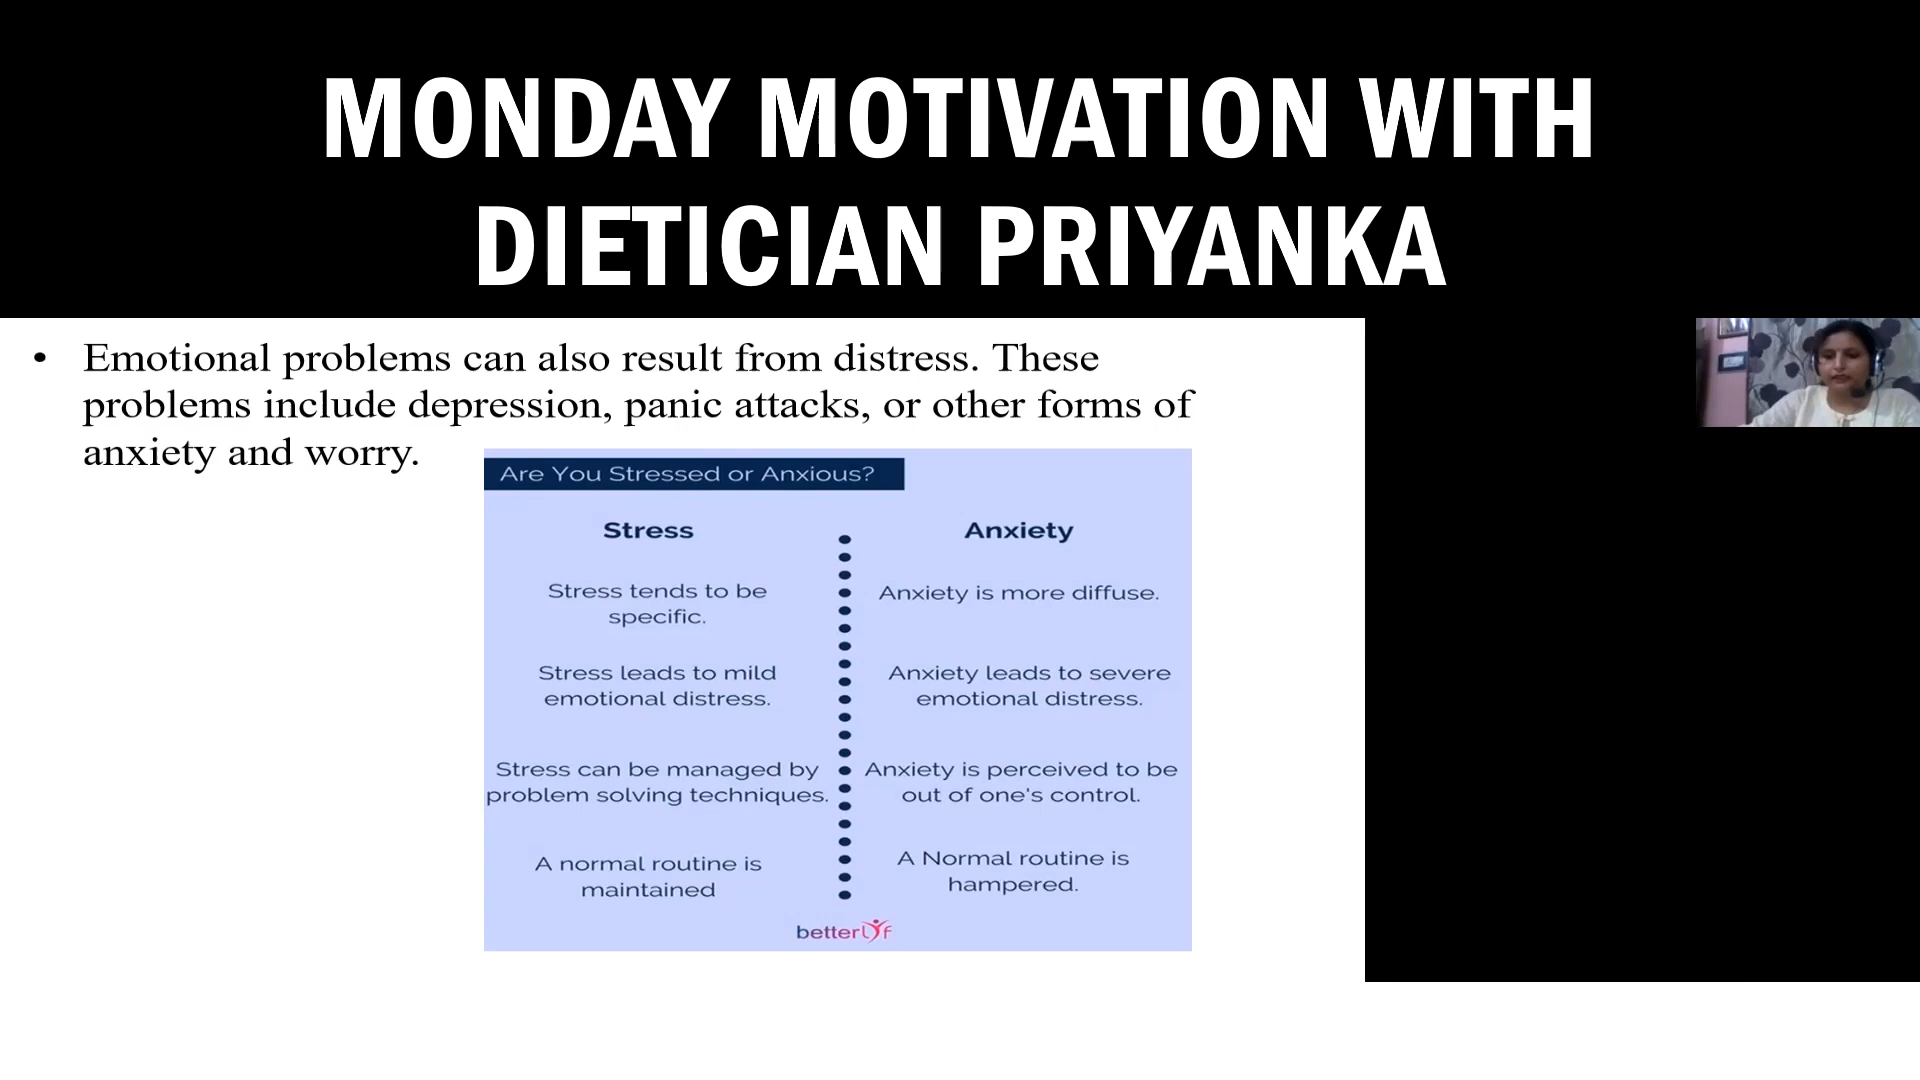 MONDAY MOTIVATION WITH
DIETICIAN PRIYANKA
• Emotional problems can also result from distress. These
problems include depression, panic attacks, or other forms of
anxiety and worry.
Are You Stressed or Anxious?
Stress
Stress tends to be
specific.
Stress leads to mild
emotional distress.
Stress can be managed by
problem solving techniques.
A normal routine is
maintained
Anxiety
Anxiety is more diffuse.
Anxiety leads to severe
emotional distress.
Anxiety is perceived to be
out of one's control.
A Normal routine is
hampered.
betterLYf